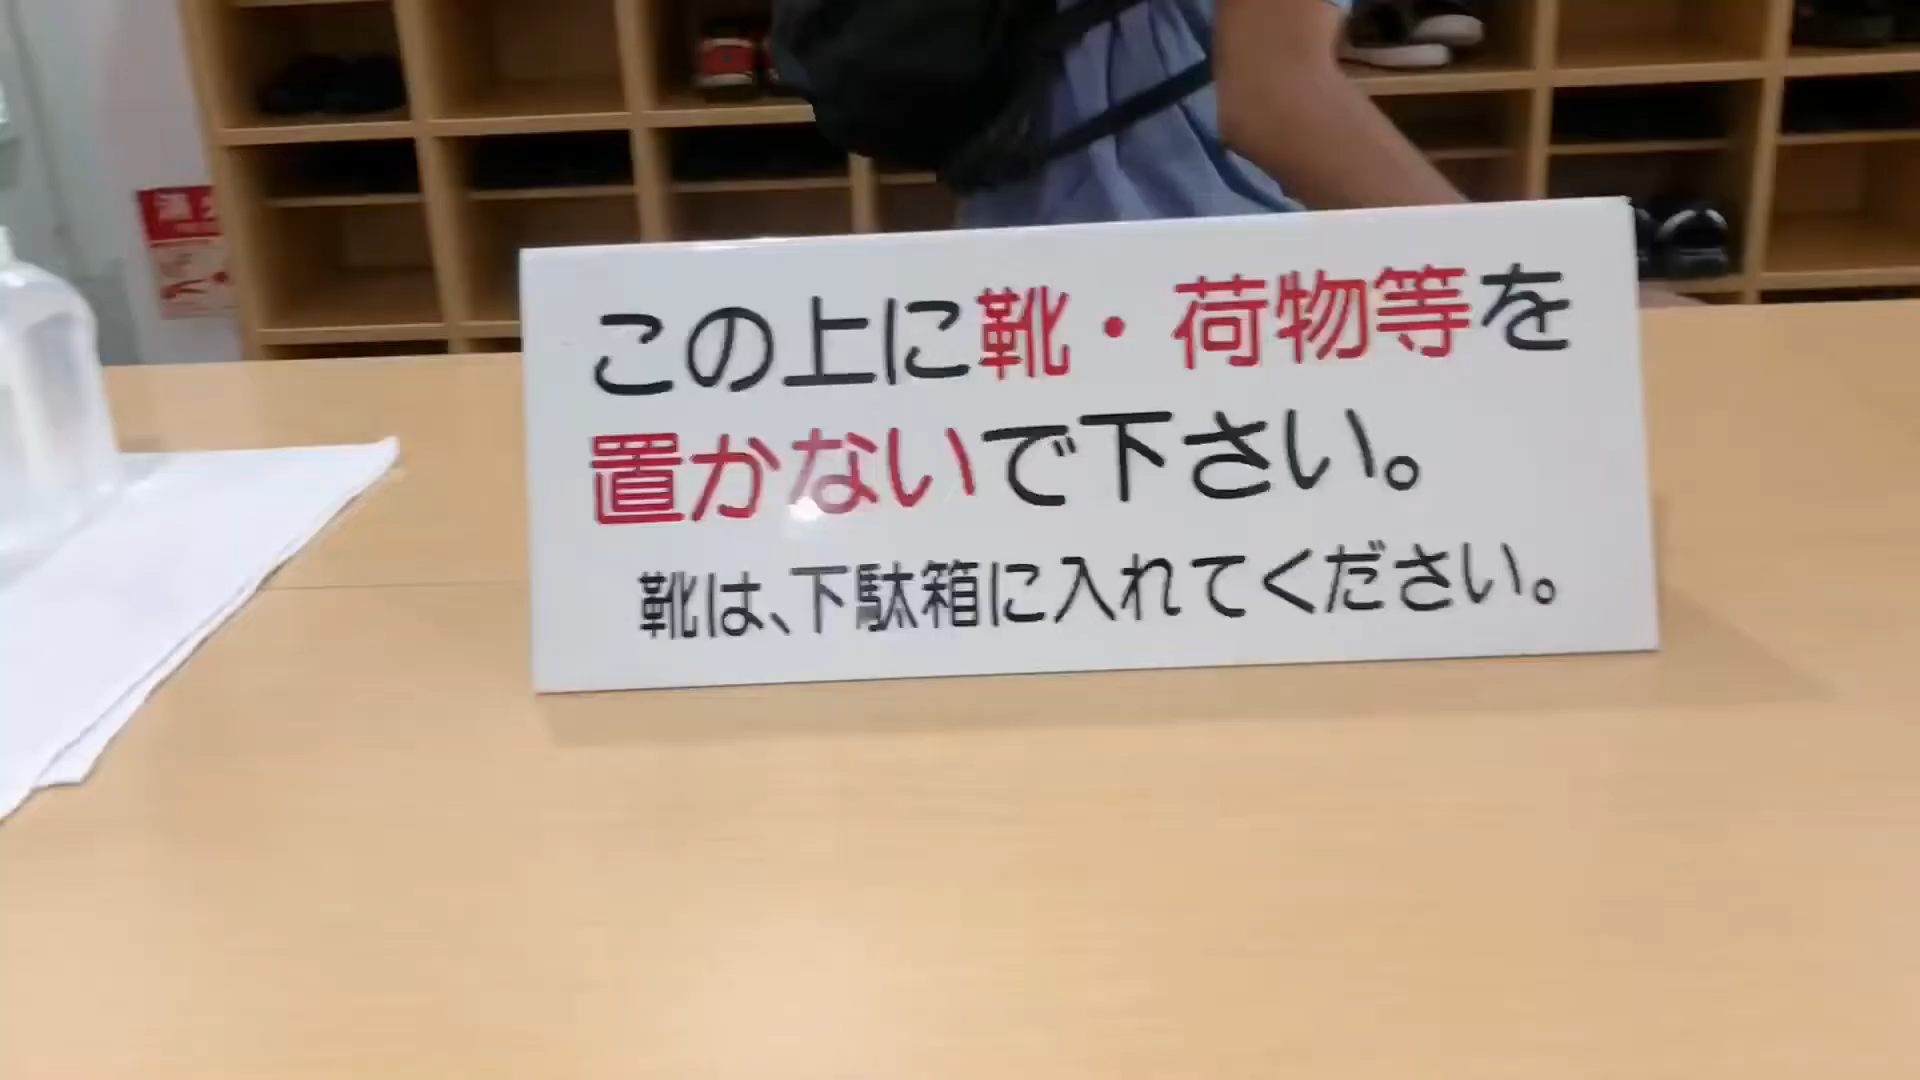 この上に靴・荷物等を
置かないで下さい。
靴は、下駄箱に入れてください。